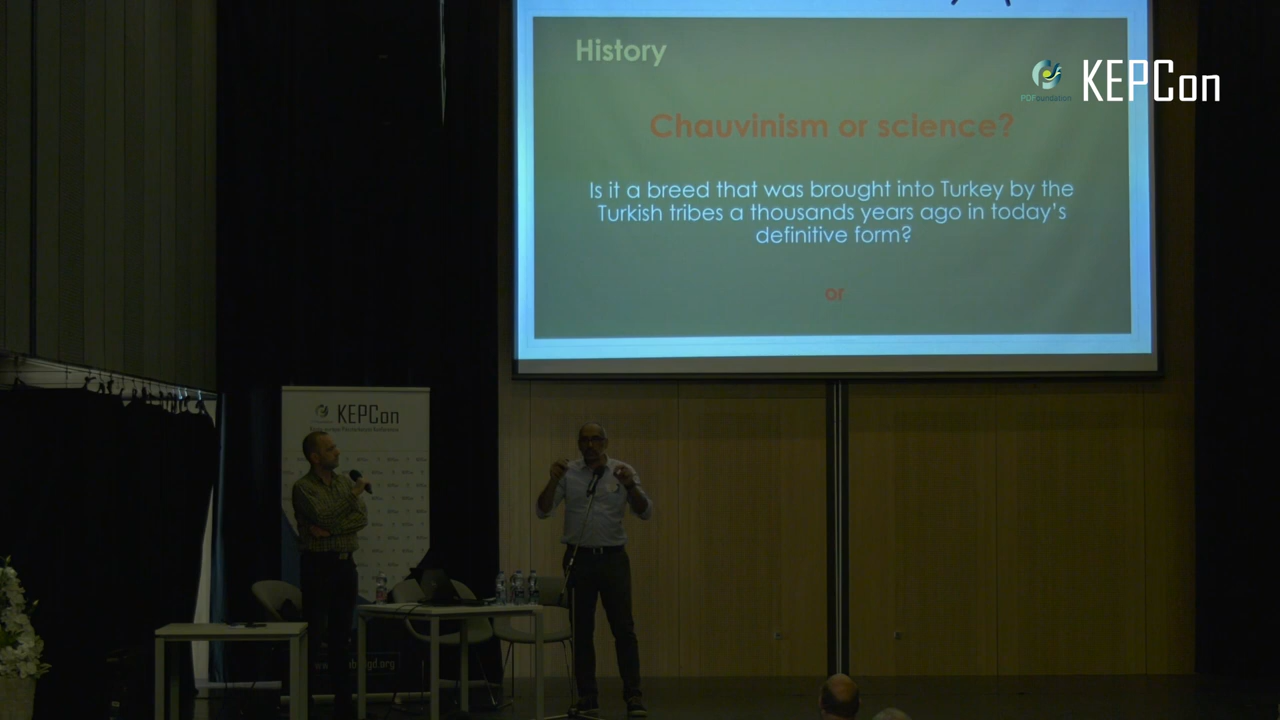 History
PDFoundation
KEPCon
Chauvinism or science?
Is it a breed that was brought into Turkey by the
Turkish tribes a thousands years ago in today's
definitive form?
or
KEPCon